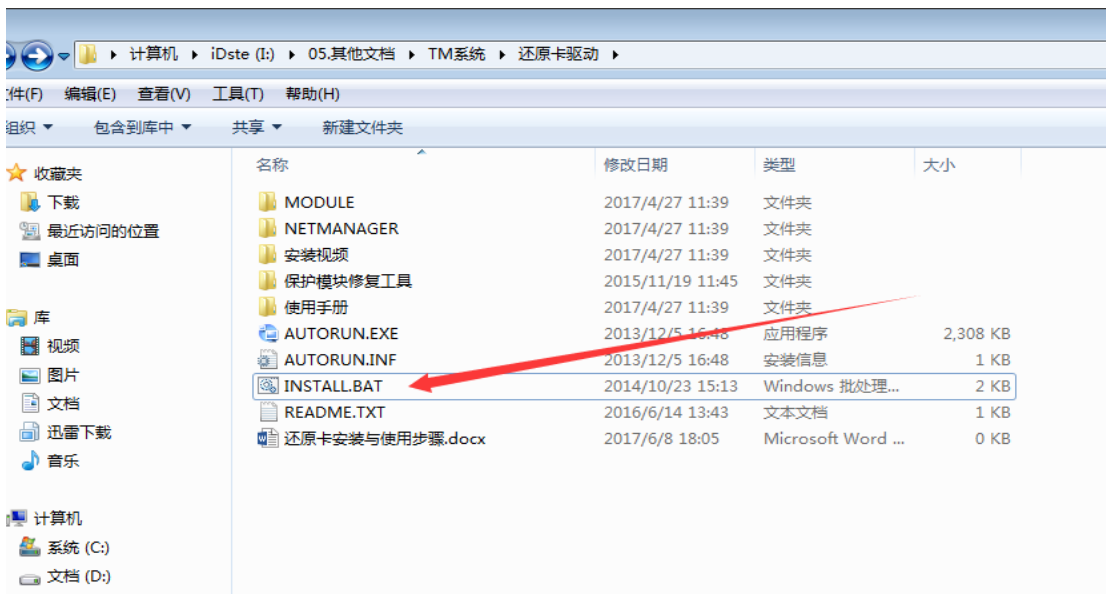 计算机 iDste (I:) 05.其他文档 TM系统 还原卡驱动
件(F) 编辑(E) 查看(V) 工具(T) 帮助(H)
组织 包含到库中 共享 新建文件夹
名称 修改日期 类型 大小
收藏夹
下载
最近访问的位置
桌面
库
视频
图片
文档
迅雷下载
音乐
计算机
系统 (C:)
文档 (D:)
MODULE 2017/4/27 11:39 文件夹
NETMANAGER 2017/4/27 11:39 文件夹
安装视频 2017/4/27 11:39 文件夹
保护模块修复工具 2015/11/19 11:45 文件夹
使用手册 2017/4/27 11:39 文件夹
AUTORUN.EXE 2013/12/5 16:48 应用程序 2,308 KB
AUTORUN.INF 2013/12/5 16:48 安装信息 1 KB
INSTALL.BAT 2014/10/23 15:13 Windows 批处理... 2 KB
README.TXT 2016/6/14 13:43 文本文档 1 KB
还原卡安装与使用步骤.docx 2017/6/8 18:05 Microsoft Word ... 0 KB